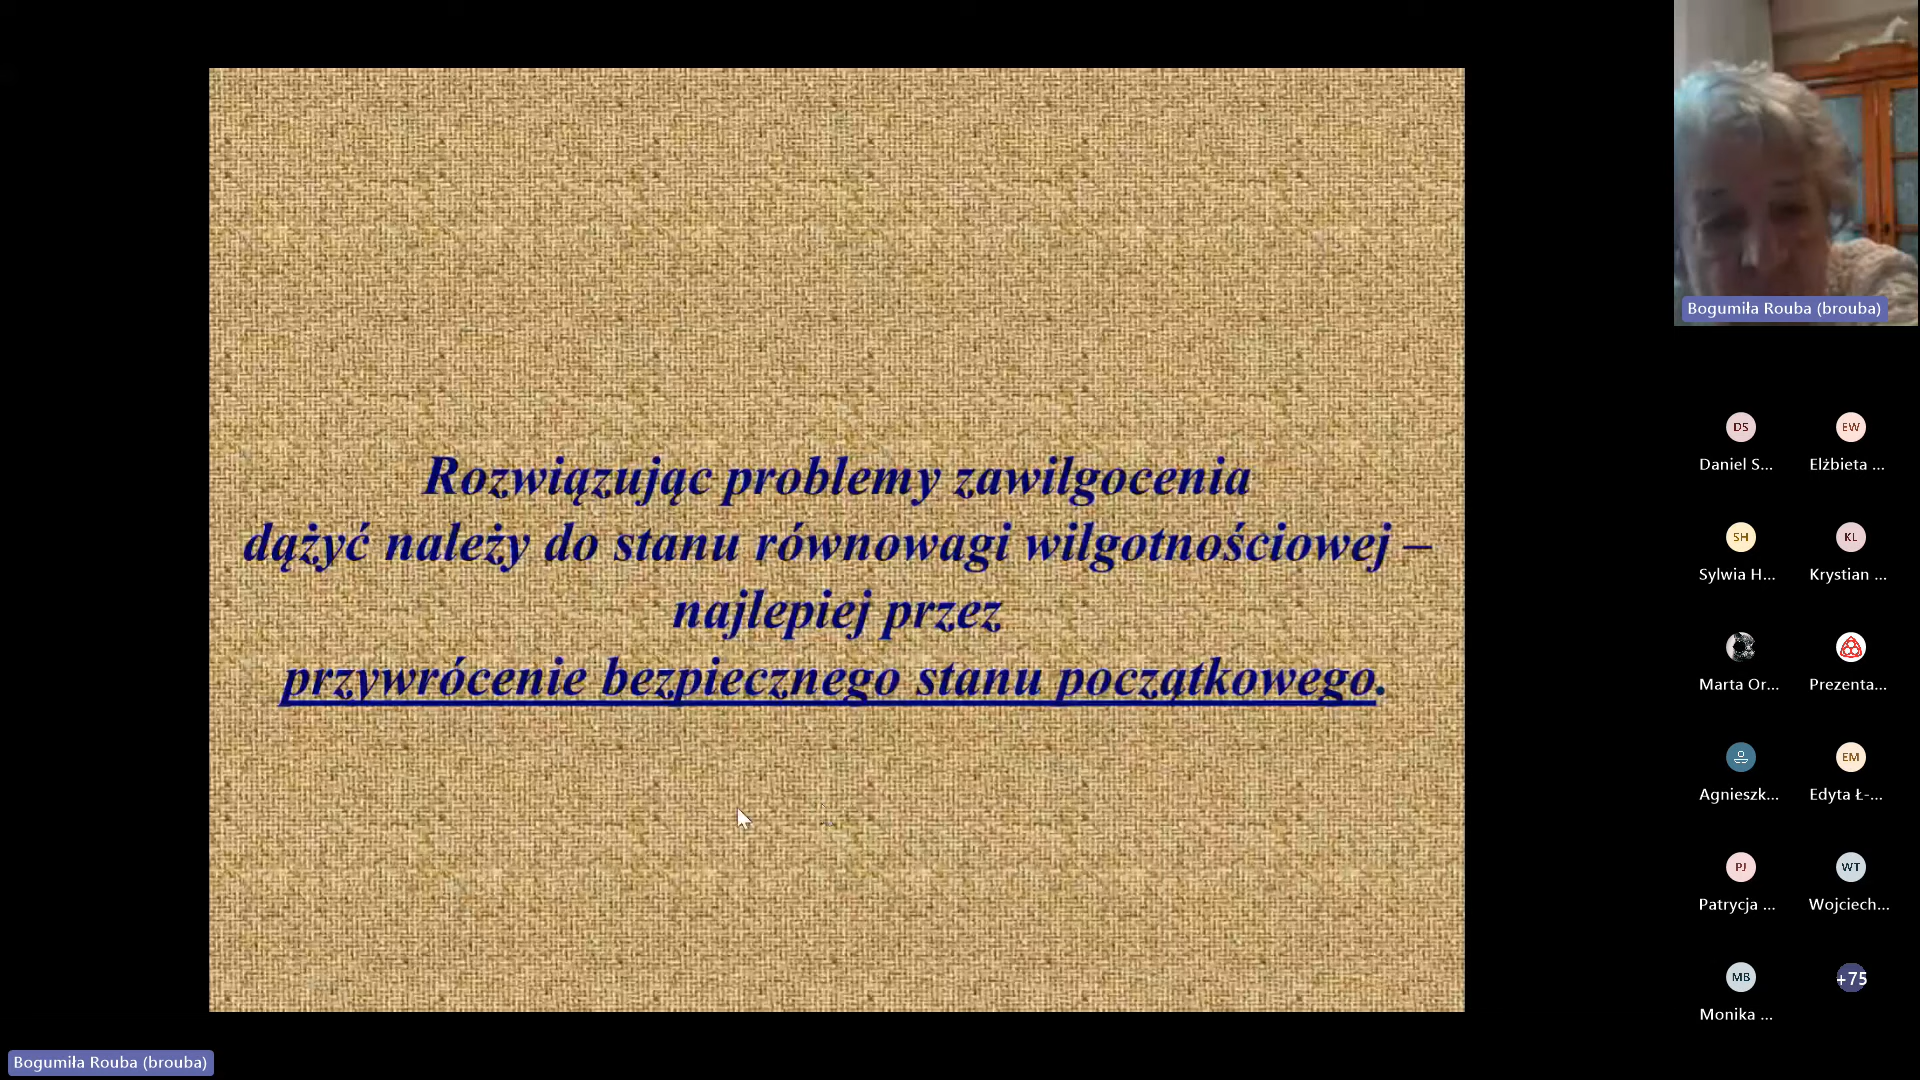 Rozwiązując problemy zawilgocenia
dążyć należy do stanu równowagi wilgotnościowej –
najlepiej przez
przywrócenie bezpiecznego stanu początkowego.
Bogumiła Rouba (brouba)
DS
EW
Daniel S...
Elżbieta ...
SH
KL
Sylwia H...
Krystian ...
Marta Or...
Prezenta...
EM
Agnieszk...
Edyta Ł-...
PJ
WT
Patrycja ...
Wojciech...
MB
+75
Monika ...
Bogumiła Rouba (brouba)